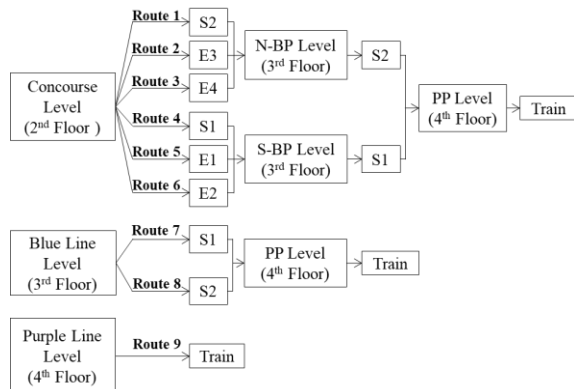 Route 1
S2
Route 2
E3
Route 3
E4
Concourse
Level
(2nd Floor )
N-BP Level
(3rd Floor)
S2
PP Level
(4th Floor)
Train
Route 4
S1
Route 5
E1
Route 6
E2
S-BP Level
(3rd Floor)
S1
Blue Line
Level
(3rd Floor)
Route 7
S1
Route 8
S2
PP Level
(4th Floor)
Train
Purple Line
Level
(4th Floor)
Route 9
Train